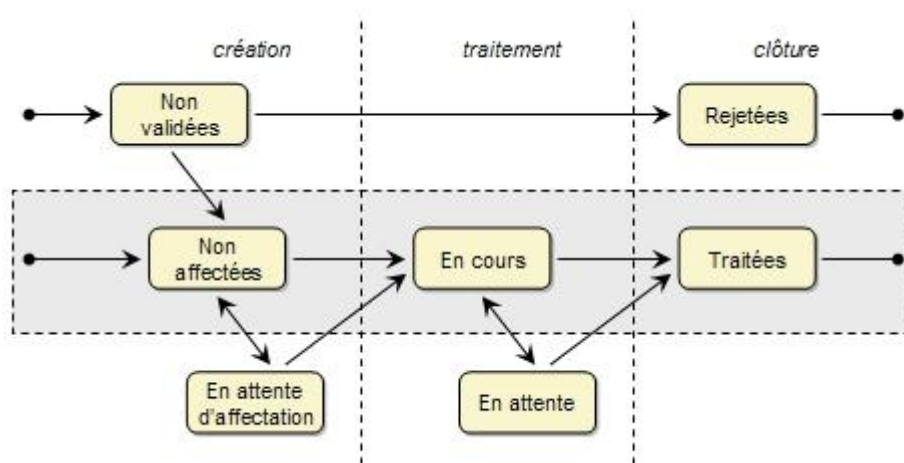 création
traitement
clôture
Non
validées
Rejetées
Non
affectées
En cours
Traitées
En attente
d'affectation
En attente